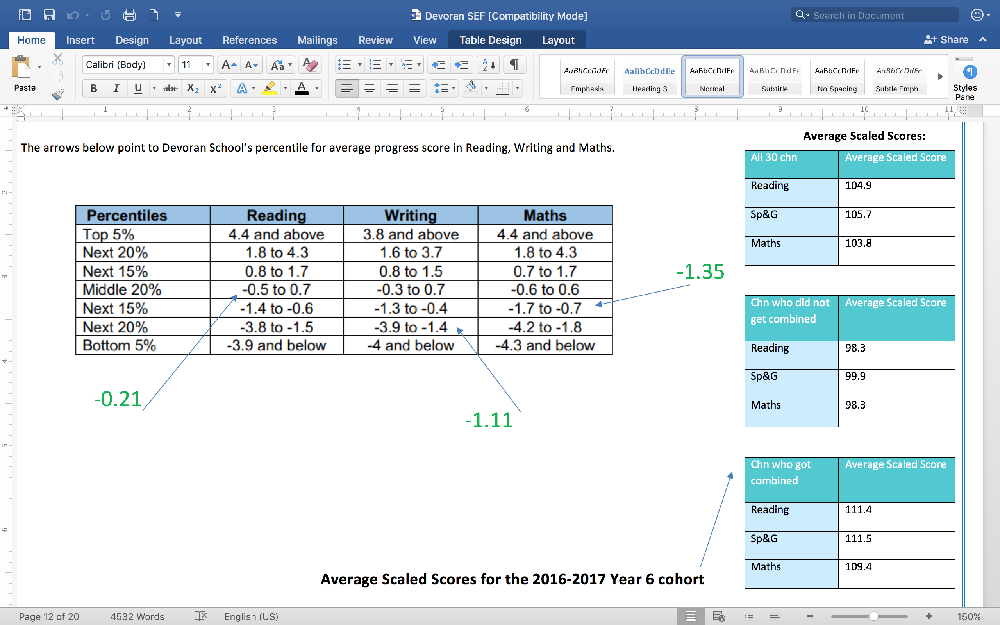 Devoran SEF [Compatibility Mode]
Search in Document
Home Insert Design Layout References Mailings Review View Table Design Layout Share
Paste
Calibri (Body) 11
AaBbCcDdEe AaBbCcDdEe AaBbCcDdEe AaBbCcDdEe AaBbCcDdEe AaBbCcDdEe
Emphasis Heading 3 Normal Subtitle No Spacing Subtle Emph...
Styles
Pane
1 2 3 4 5 6 7 8 9 10 11
The arrows below point to Devoran School's percentile for average progress score in Reading, Writing and Maths.
Percentiles Reading Writing Maths
Top 5% 4.4 and above 3.8 and above 4.4 and above
Next 20% 1.8 to 4.3 1.6 to 3.7 1.8 to 4.3
Next 15% 0.8 to 1.7 0.8 to 1.5 0.7 to 1.7
Middle 20% -0.5 to 0.7 -0.3 to 0.7 -0.6 to 0.6
Next 15% -1.4 to -0.6 -1.3 to -0.4 -1.7 to -0.7
Next 20% -3.8 to -1.5 -3.9 to -1.4 -4.2 to -1.8
Bottom 5% -3.9 and below -4 and below -4.3 and below
-1.35
-0.21
-1.11
Average Scaled Scores:
All 30 chn Average Scaled Score
Reading 104.9
Sp&G 105.7
Maths 103.8
Chn who did not Average Scaled Score
get combined
Reading 98.3
Sp&G 99.9
Maths 98.3
Chn who got Average Scaled Score
combined
Reading 111.4
Sp&G 111.5
Maths 109.4
Average Scaled Scores for the 2016-2017 Year 6 cohort
2
3
4
5
6
Page 12 of 20 4532 Words English (US) 150%